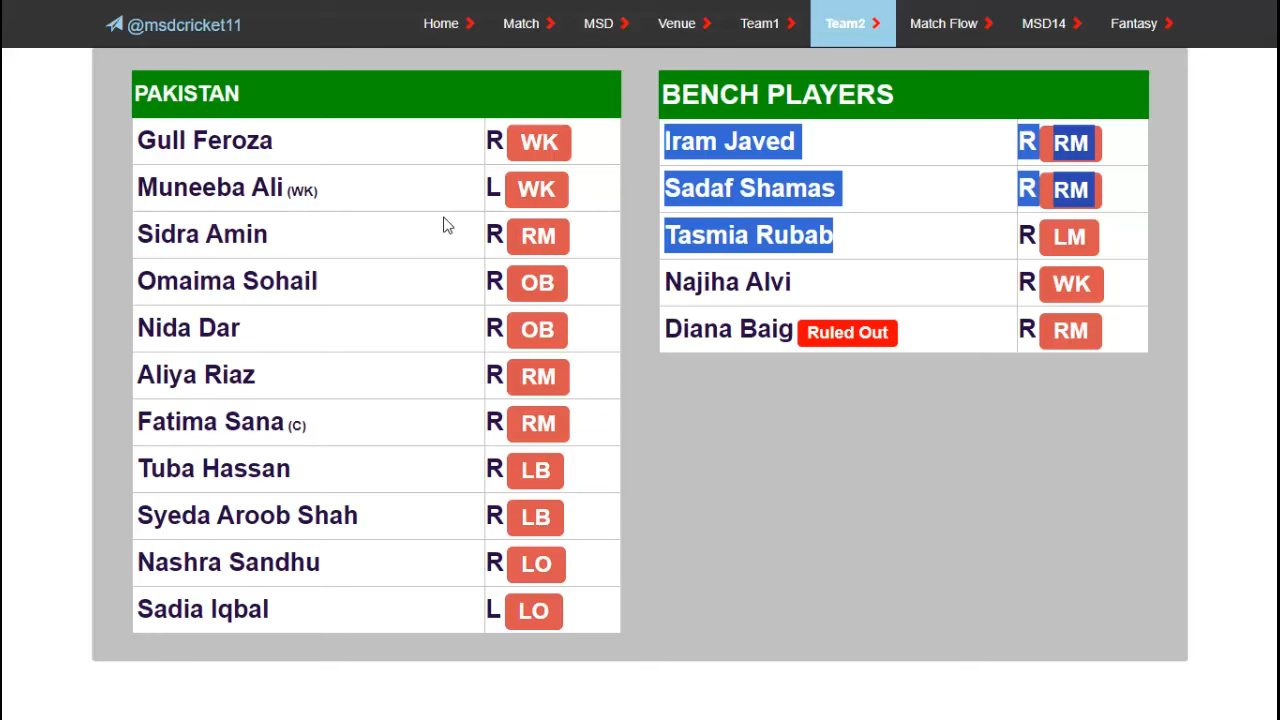 @msdcricket11 Home Match MSD Venue Team1 Team2 Match Flow MSD14 Fantasy
PAKISTAN
Gull Feroza R WK
Muneeba Ali (WK) L WK
Sidra Amin R RM
Omaima Sohail R OB
Nida Dar R OB
Aliya Riaz R RM
Fatima Sana (C) R RM
Tuba Hassan R LB
Syeda Aroob Shah R LB
Nashra Sandhu R LO
Sadia Iqbal L LO
BENCH PLAYERS
Iram Javed R RM
Sadaf Shamas R RM
Tasmia Rubab R LM
Najiha Alvi R WK
Diana Baig Ruled Out R RM